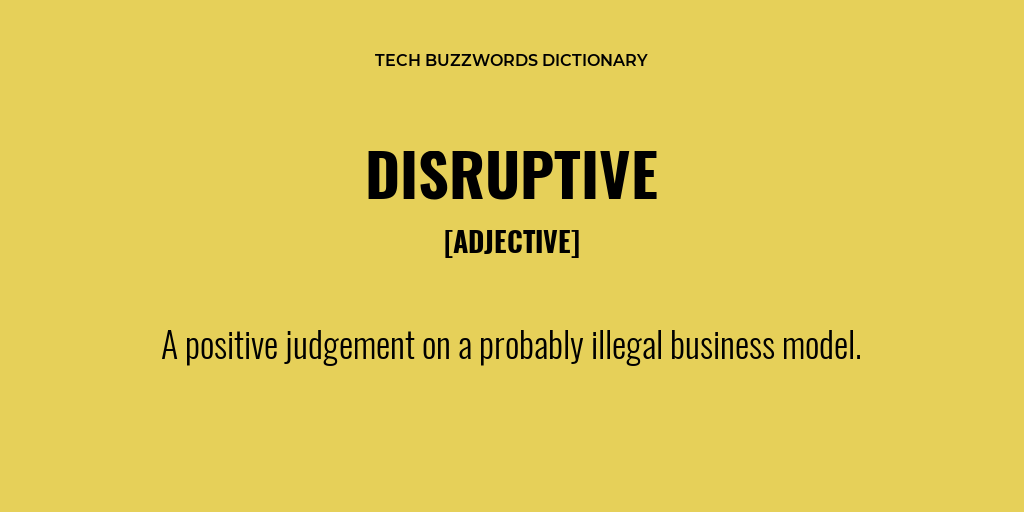 TECH BUZZWORDS DICTIONARY
DISRUPTIVE
[ADJECTIVE]
A positive judgement on a probably illegal business model.